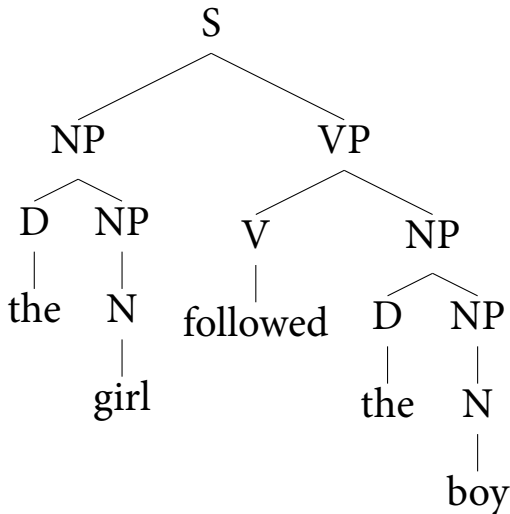 S
NP VP
D NP V NP
the N followed D NP
girl the N
boy